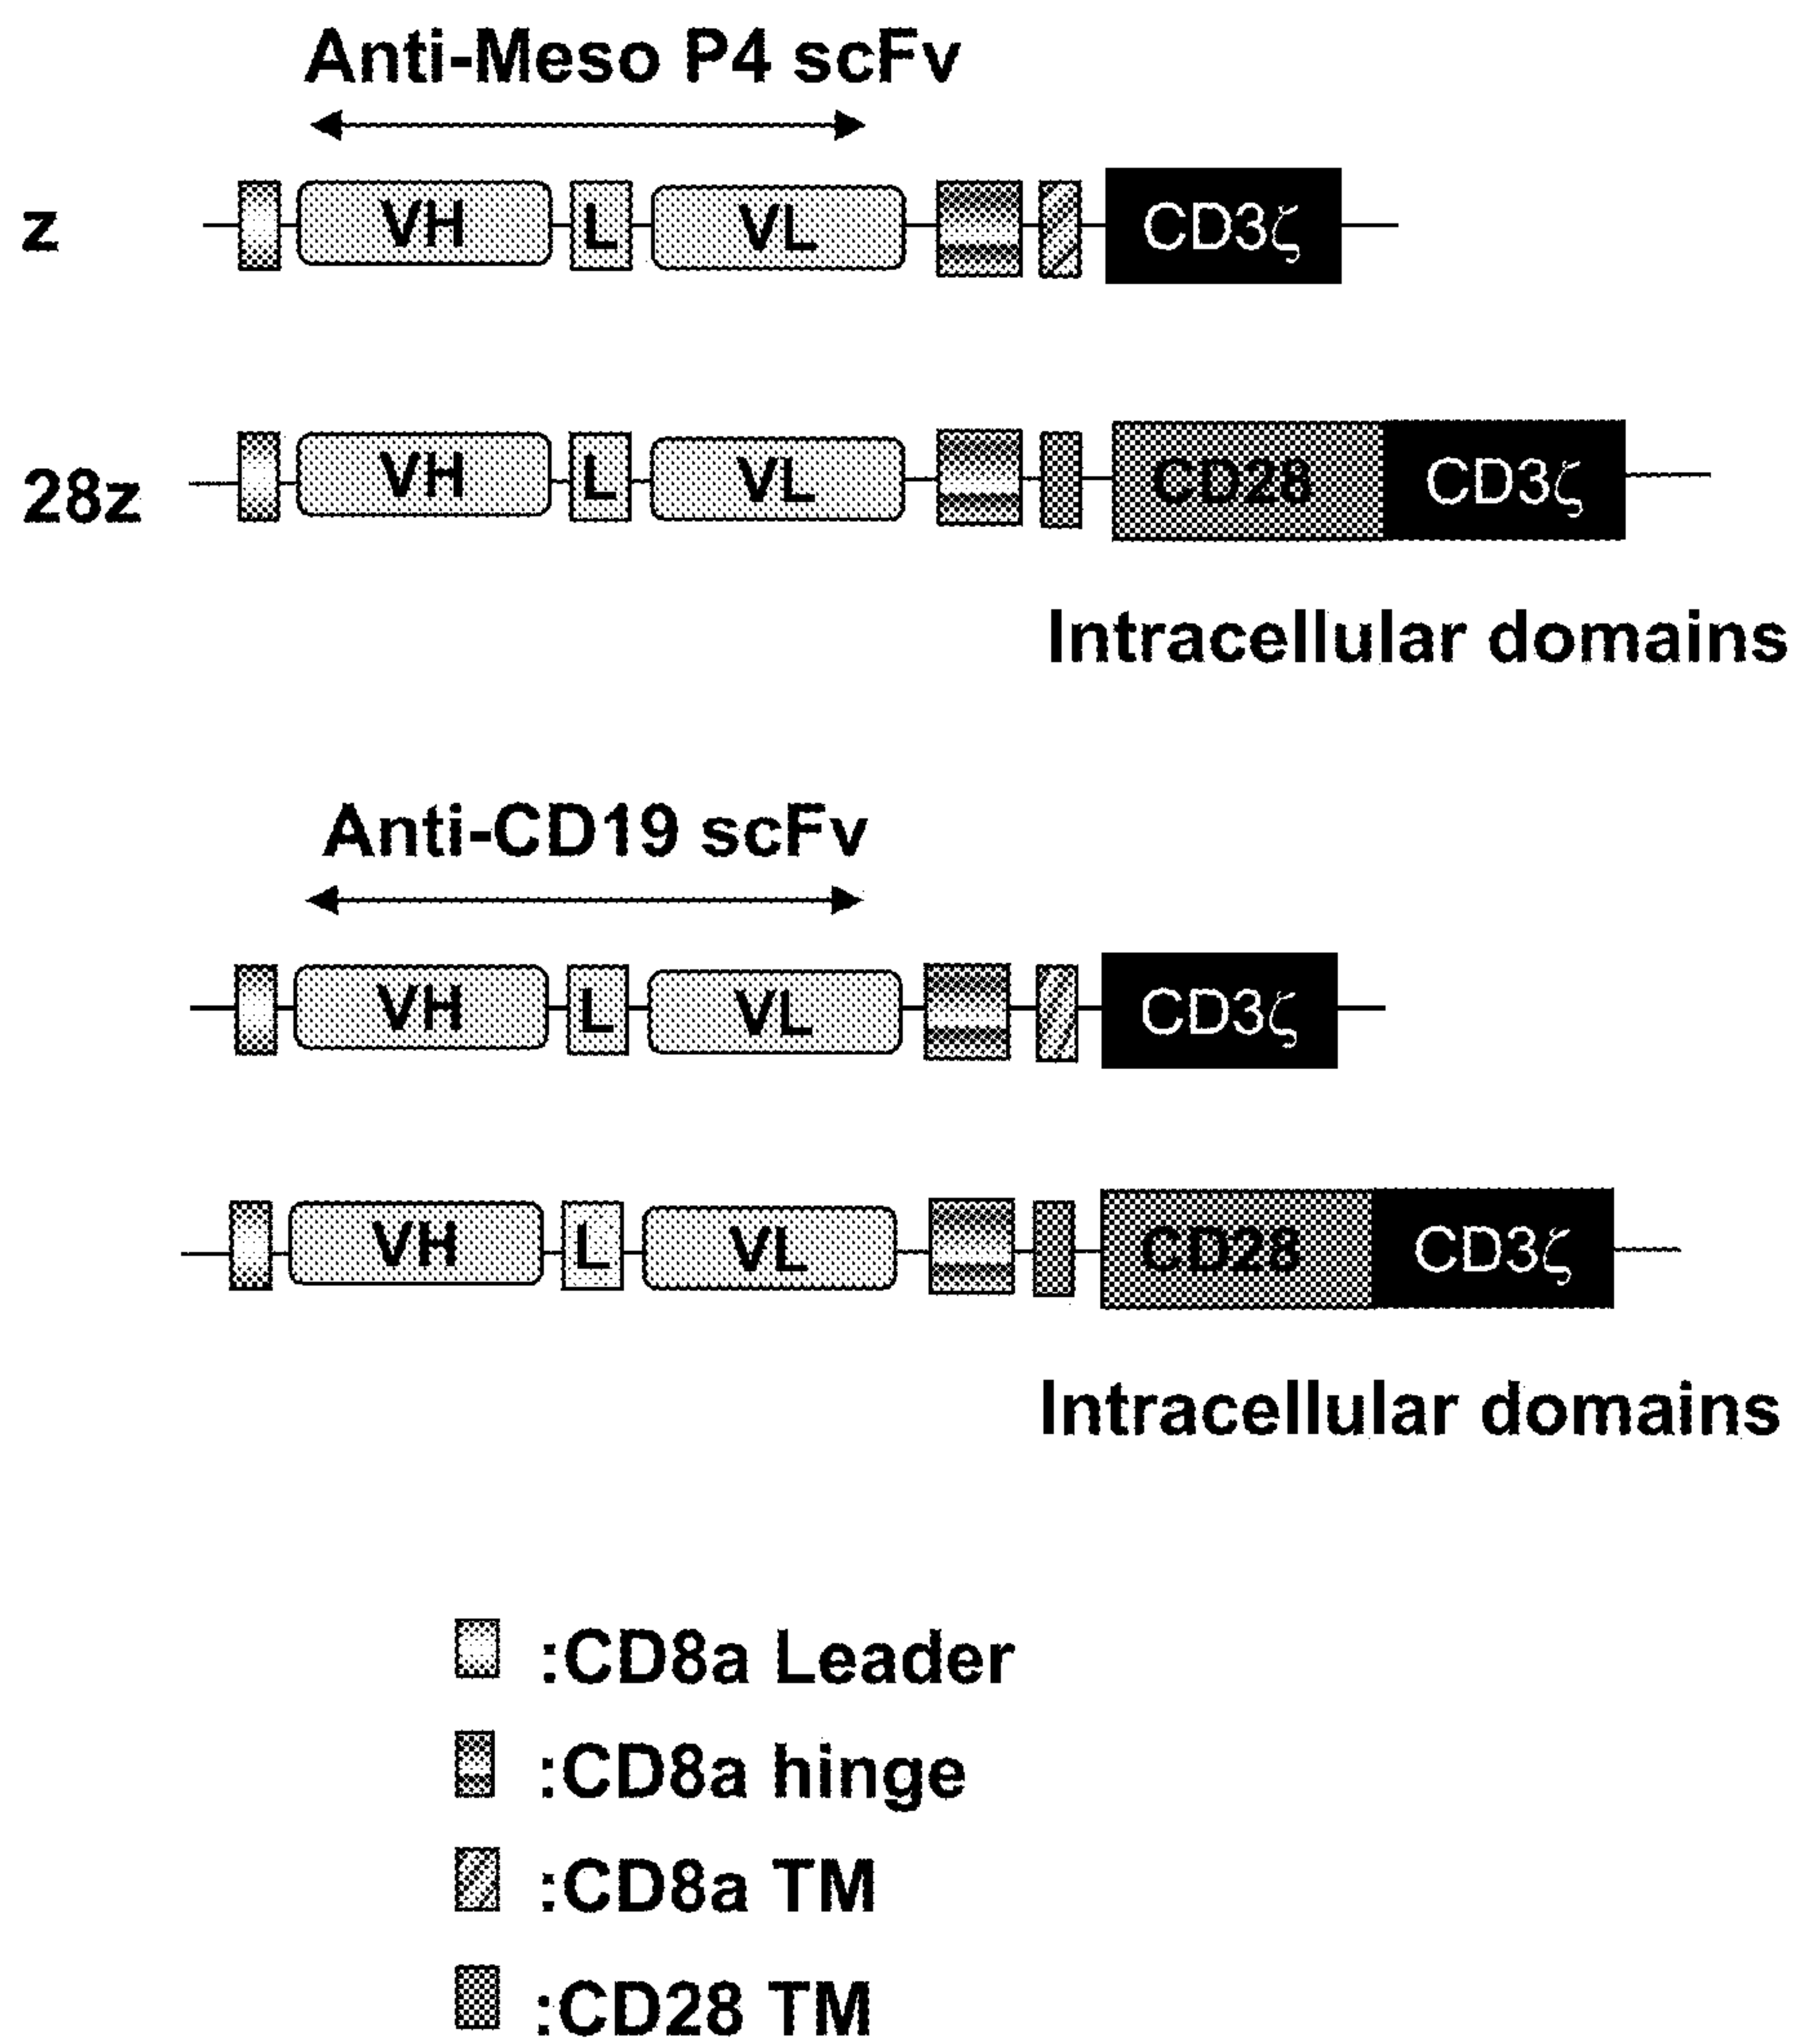 Anti-Meso P4 scFv
z VH L VL CD3ζ
28z VH L VL CD28 CD3ζ
Intracellular domains
Anti-CD19 scFv
VH L VL CD3ζ
VH L VL CD28 CD3ζ
Intracellular domains
:CD8a Leader
:CD8a hinge
:CD8a TM
:CD28 TM